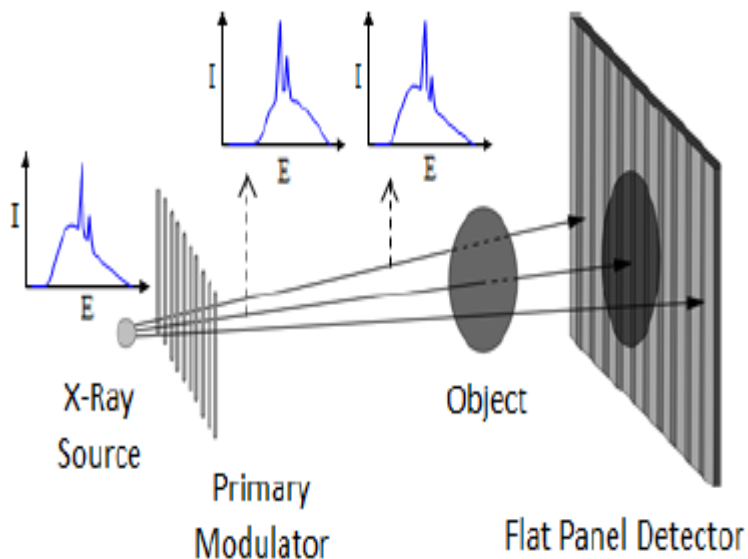 I
E
I
E
I
E
X-Ray
Source
Primary
Modulator
Object
Flat Panel Detector